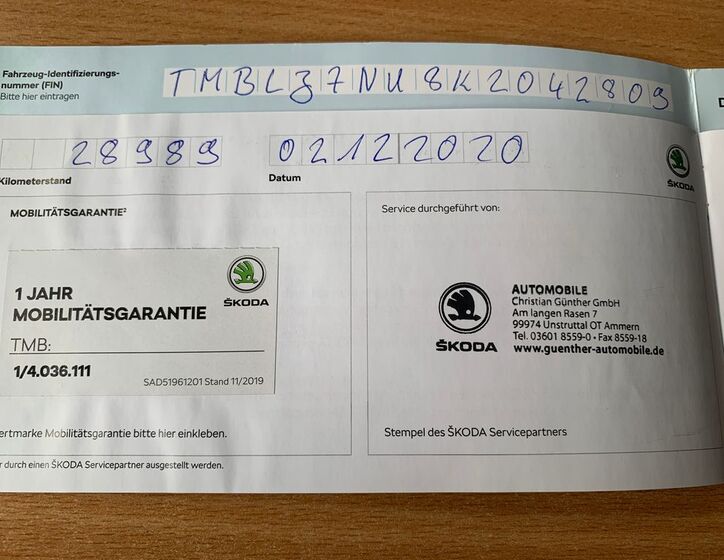 Fahrzeug-Identifizierungs-
nummer (FIN)
Bitte hier eintragen
TMBLZ7NU8K2042809
28989
02122020
Kilometerstand
Datum
ŠKODA
MOBILITÄTSGARANTIE²
1 JAHR
MOBILITÄTSGARANTIE
ŠKODA
TMB:
1/4.036.111
SAD51961201 Stand 11/2019
ertmarke Mobilitätsgarantie bitte hier einkleben.
r durch einen ŠKODA Servicepartner ausgestellt werden.
Service durchgeführt von:
ŠKODA
AUTOMOBILE
Christian Günther GmbH
Am langen Rasen 7
99974 Unstruttal OT Ammern
Tel. 03601 8559-0 • Fax 8559-18
www.guenther-automobile.de
Stempel des ŠKODA Servicepartners